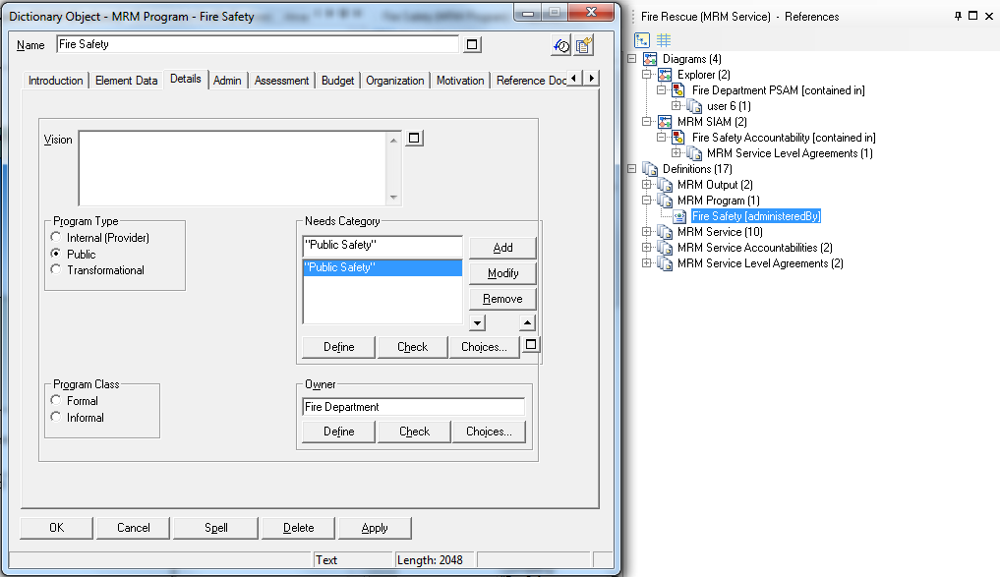 Dictionary Object - MRM Program - Fire Safety
Name Fire Safety
Introduction Element Data Details Admin Assessment Budget Organization Motivation Reference Doc
Vision
Program Type
Internal (Provider)
Public
Transformational
Needs Category
"Public Safety"
Add
"Public Safety"
Modify
Remove
Define Check Choices...
Program Class
Formal
Informal
Owner
Fire Department
Define Check Choices...
OK Cancel Spell Delete Apply
Text Length: 2048
Fire Rescue (MRM Service) - References
Diagrams (4)
Explorer (2)
Fire Department PSAM [contained in]
user 6 (1)
MRM SIAM (2)
Fire Safety Accountability [contained in]
MRM Service Level Agreements (1)
Definitions (17)
MRM Output (2)
MRM Program (1)
Fire Safety [administeredBy]
MRM Service (10)
MRM Service Accountabilities (2)
MRM Service Level Agreements (2)